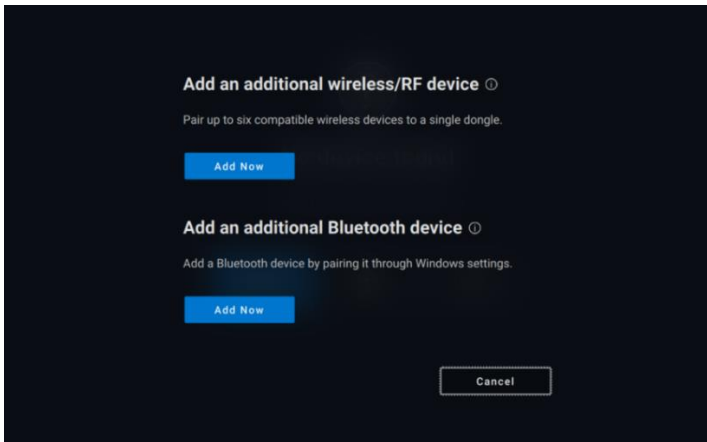 Add an additional wireless/RF device
Pair up to six compatible wireless devices to a single dongle.
Add Now
Add an additional Bluetooth device
Add a Bluetooth device by pairing it through Windows settings.
Add Now
Cancel